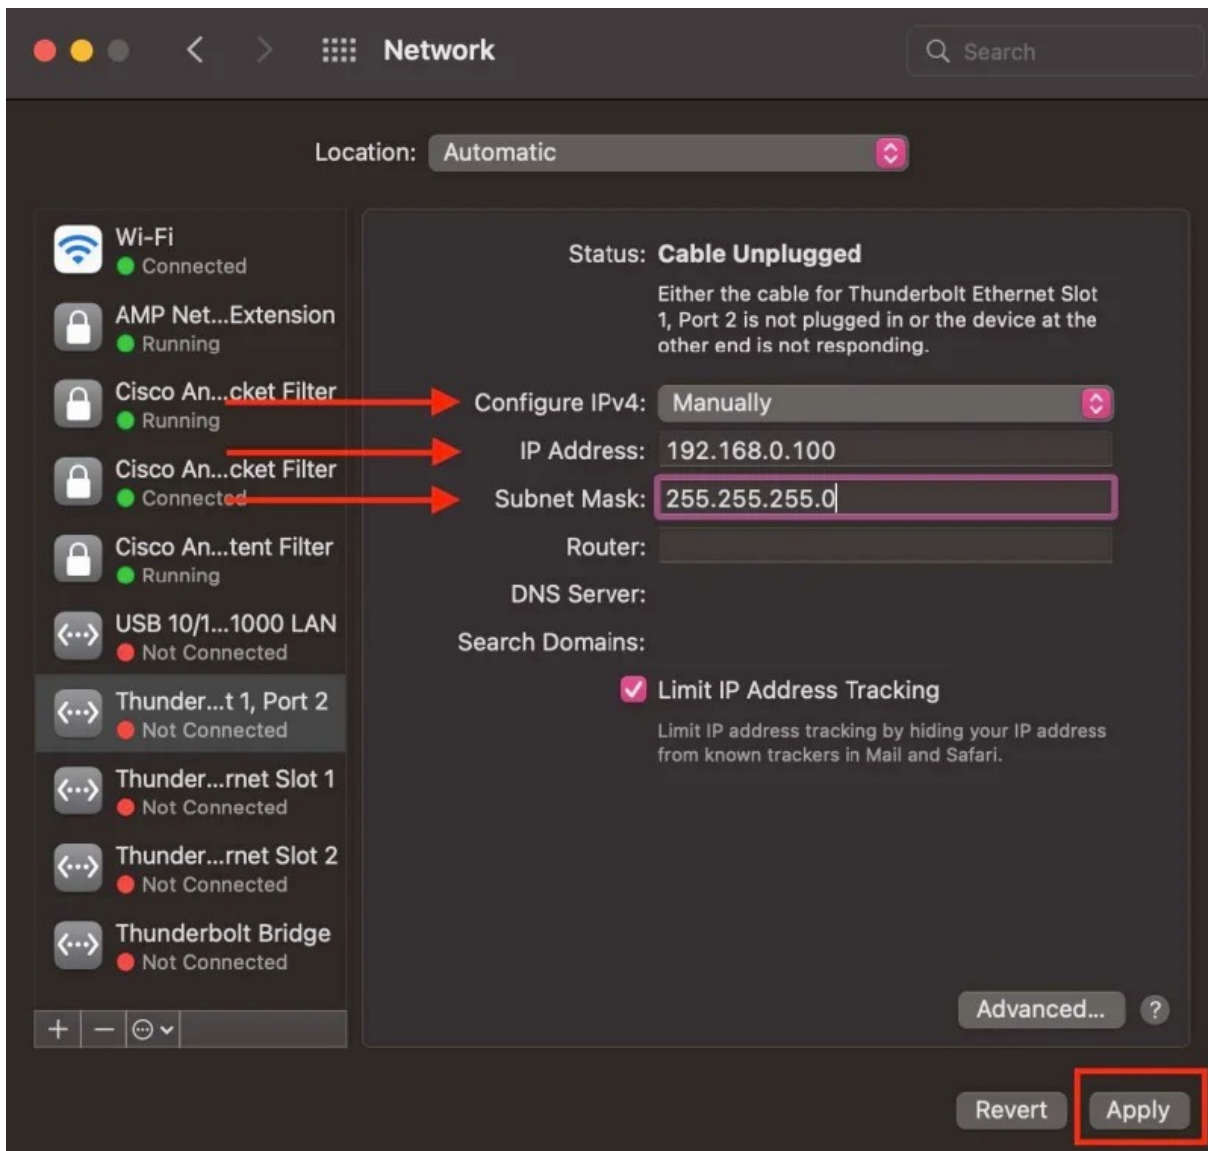 Network
Search
Location: Automatic
Wi-Fi
Connected
AMP Net...Extension
Running
Cisco An...cket Filter
Running
Cisco An...cket Filter
Connected
Cisco An...tent Filter
Running
USB 10/1...1000 LAN
Not Connected
Thunder...t 1, Port 2
Not Connected
Thunder...rnet Slot 1
Not Connected
Thunder...rnet Slot 2
Not Connected
Thunderbolt Bridge
Not Connected
Status: Cable Unplugged
Either the cable for Thunderbolt Ethernet Slot
1, Port 2 is not plugged in or the device at the
other end is not responding.
Configure IPv4: Manually
IP Address: 192.168.0.100
Subnet Mask: 255.255.255.0
Router:
DNS Server:
Search Domains:
Limit IP Address Tracking
Limit IP address tracking by hiding your IP address
from known trackers in Mail and Safari.
Advanced... ?
Revert Apply